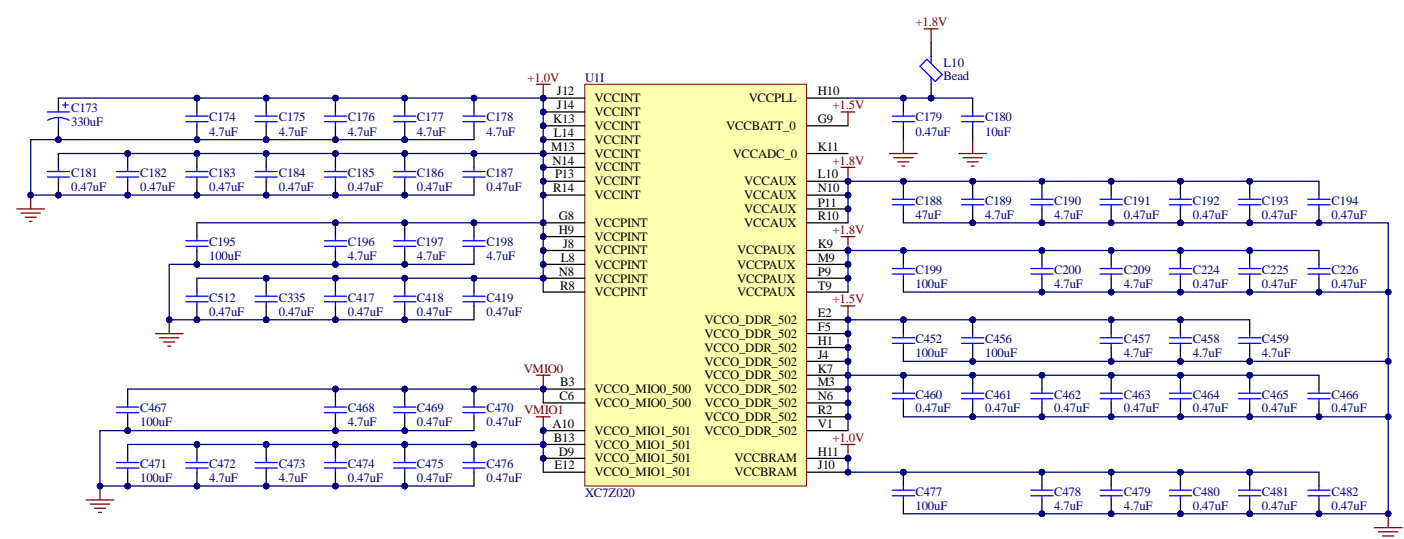 +1.8V
L10
Bead
+1.0V
U1I
J12 VCCINT
J14 VCCINT
K13 VCCINT
L14 VCCINT
M13 VCCINT
N14 VCCINT
P13 VCCINT
R14 VCCINT
G8 VCCPINT
H9 VCCPINT
J8 VCCPINT
L8 VCCPINT
N8 VCCPINT
R8 VCCPINT
VMIO0
B3 VCCO_MIO0_500
C6 VCCO_MIO0_500
VMIO1
A10 VCCO_MIO1_501
B13 VCCO_MIO1_501
D9 VCCO_MIO1_501
E12 VCCO_MIO1_501
XC7Z020
VCCPLL H10
+1.5V
VCCBATT_0 G9
VCCADC_0 K11
+1.8V
VCCAUX L10
VCCAUX N10
VCCAUX P11
VCCAUX R10
+1.8V
VCCPAUX K9
VCCPAUX M9
VCCPAUX P9
VCCPAUX T9
+1.5V
VCCO_DDR_502 E2
VCCO_DDR_502 F5
VCCO_DDR_502 H1
VCCO_DDR_502 J4
VCCO_DDR_502 K7
VCCO_DDR_502 M3
VCCO_DDR_502 N6
VCCO_DDR_502 R2
VCCO_DDR_502 V1
+1.0V
VCCBRAM H11
VCCBRAM J10
+
C173
330uF
C174
4.7uF
C175
4.7uF
C176
4.7uF
C177
4.7uF
C178
4.7uF
C181
0.47uF
C182
0.47uF
C183
0.47uF
C184
0.47uF
C185
0.47uF
C186
0.47uF
C187
0.47uF
C195
100uF
C196
4.7uF
C197
4.7uF
C198
4.7uF
C512
0.47uF
C335
0.47uF
C417
0.47uF
C418
0.47uF
C419
0.47uF
C467
100uF
C468
4.7uF
C469
0.47uF
C470
0.47uF
C471
100uF
C472
4.7uF
C473
4.7uF
C474
0.47uF
C475
0.47uF
C476
0.47uF
C179
0.47uF
C180
10uF
C188
47uF
C189
4.7uF
C190
4.7uF
C191
0.47uF
C192
0.47uF
C193
0.47uF
C194
0.47uF
C199
100uF
C200
4.7uF
C209
4.7uF
C224
0.47uF
C225
0.47uF
C226
0.47uF
C452
100uF
C456
100uF
C457
4.7uF
C458
4.7uF
C459
4.7uF
C460
0.47uF
C461
0.47uF
C462
0.47uF
C463
0.47uF
C464
0.47uF
C465
0.47uF
C466
0.47uF
C477
100uF
C478
4.7uF
C479
4.7uF
C480
0.47uF
C481
0.47uF
C482
0.47uF